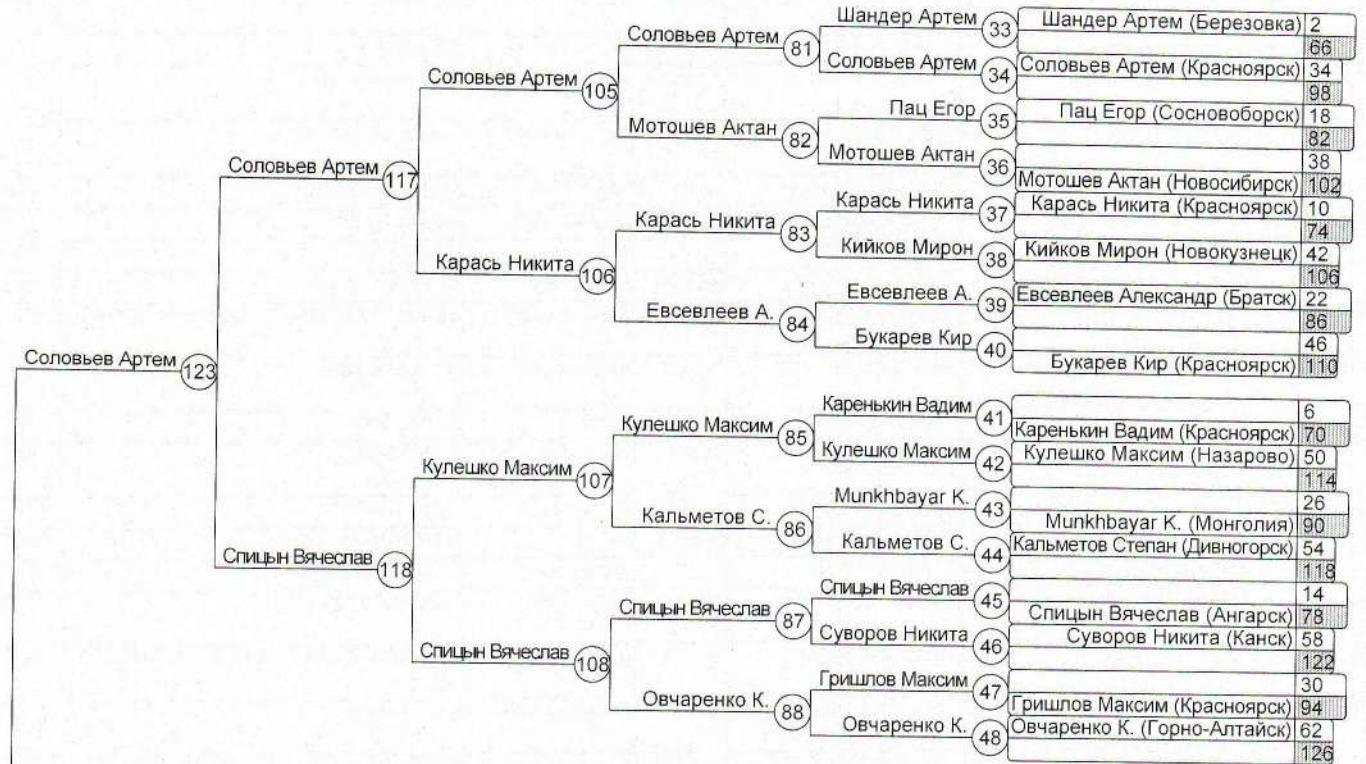 Шандер Артем 33 Шандер Артем (Березовка) 2
Соловьев Артем 81 66
Соловьев Артем 34 Соловьев Артем (Красноярск) 34
Соловьев Артем 105 98
Пац Егор 35 Пац Егор (Сосновоборск) 18
Мотошев Актан 82 82
Мотошев Актан 36 38
Соловьев Артем 117 Мотошев Актан (Новосибирск) 102
Карась Никита 37 Карась Никита (Красноярск) 10
Карась Никита 83 74
Кийков Мирон 38 Кийков Мирон (Новокузнецк) 42
Карась Никита 106 106
Евсевлеев А. 39 Евсевлеев Александр (Братск) 22
Евсевлеев А. 84 86
Букарев Кир 40 46
Соловьев Артем 123 Букарев Кир (Красноярск) 110
Каренькин Вадим 41 6
Кулешко Максим 85 Каренькин Вадим (Красноярск) 70
Кулешко Максим 42 Кулешко Максим (Назарово) 50
Кулешко Максим 107 114
Munkhbayar K. 43 26
Кальметов С. 86 Munkhbayar K. (Монголия) 90
Кальметов С. 44 Кальметов Степан (Дивногорск) 54
Спицын Вячеслав 118 118
Спицын Вячеслав 45 14
Спицын Вячеслав 87 Спицын Вячеслав (Ангарск) 78
Суворов Никита 46 Суворов Никита (Канск) 58
Спицын Вячеслав 108 122
Гришлов Максим 47 30
Овчаренко К. 88 Гришлов Максим (Красноярск) 94
Овчаренко К. 48 Овчаренко К. (Горно-Алтайск) 62
126